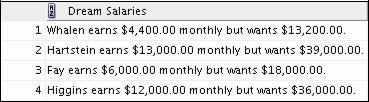 A Z Dream Salaries
1 Whalen earns $4,400.00 monthly but wants $13,200.00.
2 Hartstein earns $13,000.00 monthly but wants $39,000.00.
3 Fay earns $6,000.00 monthly but wants $18,000.00.
4 Higgins earns $12,000.00 monthly but wants $36,000.00.